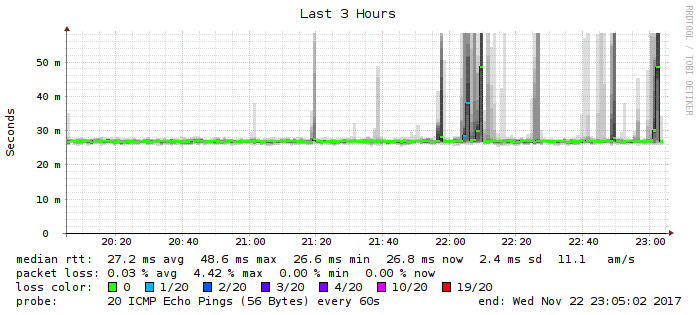 Last 3 Hours
RRDTOOL / TOBI OETIKER
Seconds
50 m
40 m
30 m
20 m
10 m
0
20:20 20:40 21:00 21:20 21:40 22:00 22:20 22:40 23:00
median rtt: 27.2 ms avg 48.6 ms max 26.6 ms min 26.8 ms now 2.4 ms sd 11.1 am/s
packet loss: 0.03 % avg 4.42 % max 0.00 % min 0.00 % now
loss color: 0 1/20 2/20 3/20 4/20 10/20 19/20
probe: 20 ICMP Echo Pings (56 Bytes) every 60s end: Wed Nov 22 23:05:02 2017